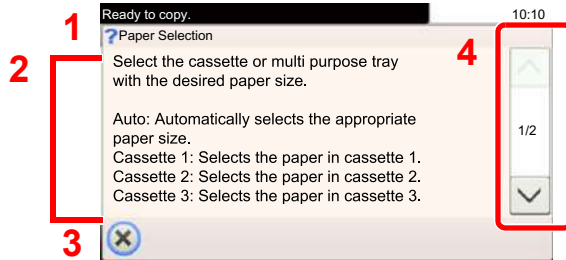 Ready to copy.
10:10
1
?Paper Selection
4
2
Select the cassette or multi purpose tray
with the desired paper size.
Auto: Automatically selects the appropriate
paper size.
1/2
Cassette 1: Selects the paper in cassette 1.
Cassette 2: Selects the paper in cassette 2.
Cassette 3: Selects the paper in cassette 3.
3